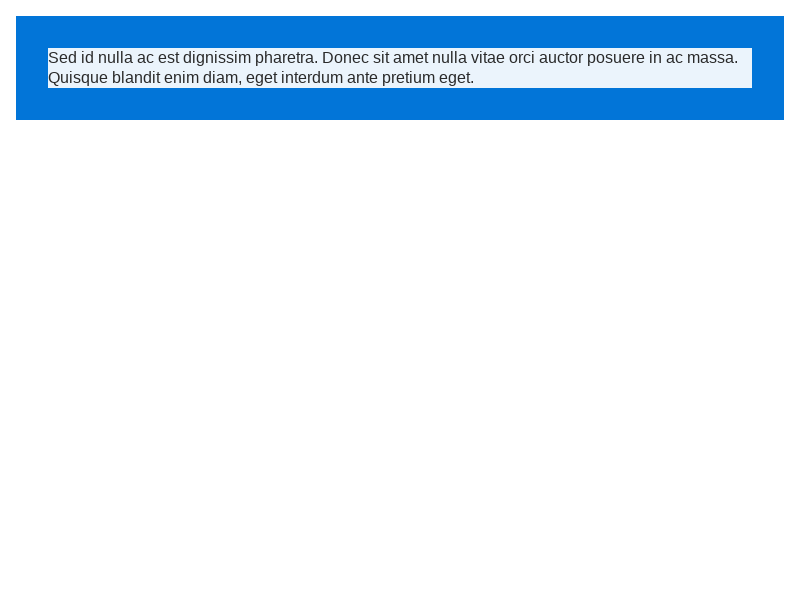 Sed id nulla ac est dignissim pharetra. Donec sit amet nulla vitae orci auctor posuere in ac massa.
Quisque blandit enim diam, eget interdum ante pretium eget.